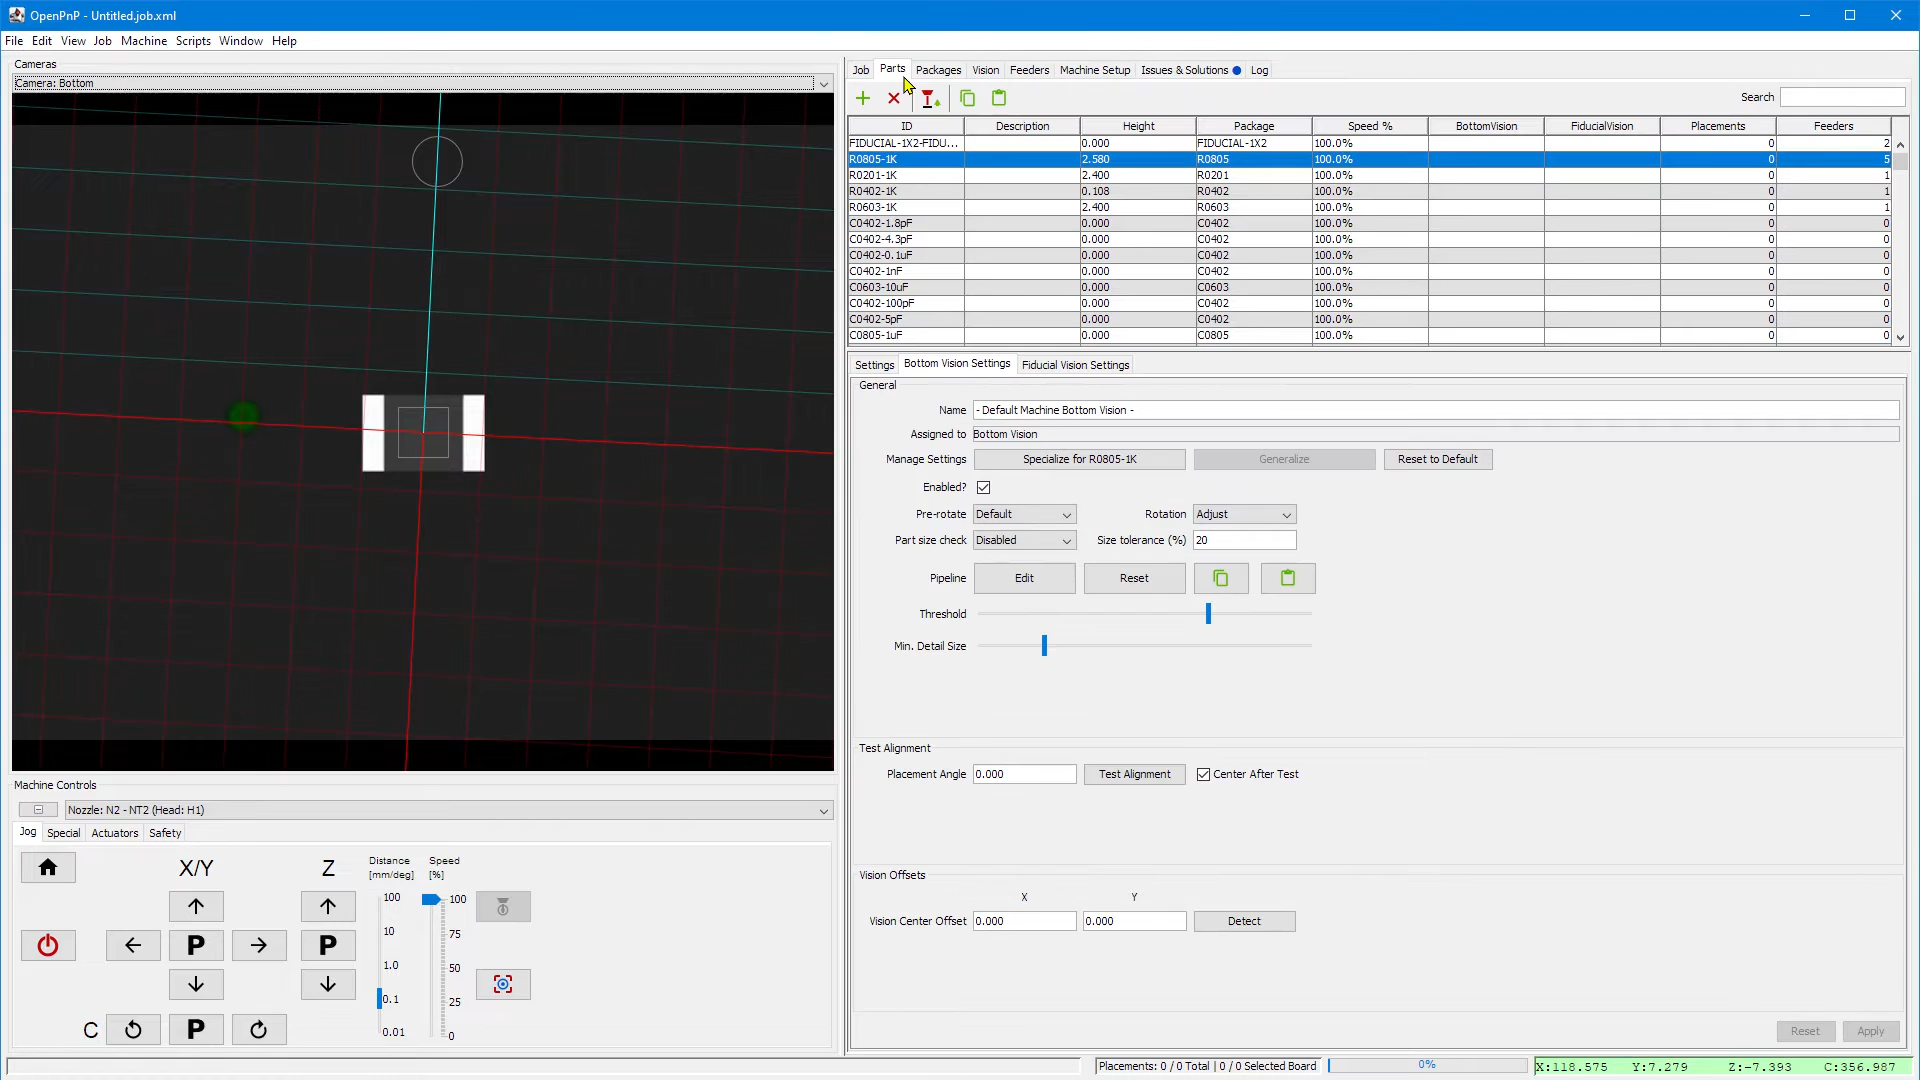 OpenPnP - Untitled.job.xml
File Edit View Job Machine Scripts Window Help
Cameras
Camera: Bottom
Job Parts Packages Vision Feeders Machine Setup Issues & Solutions Log
Search
ID Description Height Package Speed % BottomVision FiducialVision Placements Feeders
FIDUCIAL-1X2-FIDU... 0.000 FIDUCIAL-1X2 100.0% 0 2
R0805-1K 2.580 R0805 100.0% 0 5
R0201-1K 2.400 R0201 100.0% 0 1
R0402-1K 0.108 R0402 100.0% 0 1
R0603-1K 2.400 R0603 100.0% 0 1
C0402-1.8pF 0.000 C0402 100.0% 0 0
C0402-4.3pF 0.000 C0402 100.0% 0 0
C0402-0.1uF 0.000 C0402 100.0% 0 0
C0402-1nF 0.000 C0402 100.0% 0 0
C0603-10uF 0.000 C0603 100.0% 0 0
C0402-100pF 0.000 C0402 100.0% 0 0
C0402-5pF 0.000 C0402 100.0% 0 0
C0805-1uF 0.000 C0805 100.0% 0 0
Settings Bottom Vision Settings Fiducial Vision Settings
General
Name - Default Machine Bottom Vision -
Assigned to Bottom Vision
Manage Settings Specialize for R0805-1K Generalize Reset to Default
Enabled?
Pre-rotate Default Rotation Adjust
Part size check Disabled Size tolerance (%) 20
Pipeline Edit Reset
Threshold
Min. Detail Size
Test Alignment
Placement Angle 0.000 Test Alignment Center After Test
Vision Offsets
X Y
Vision Center Offset 0.000 0.000 Detect
Reset Apply
Machine Controls
Nozzle: N2 - NT2 (Head: H1)
Jog Special Actuators Safety
X/Y Z Distance [mm/deg] Speed [%]
100 100
10 75
P P
1.0 50
0.1 25
0.01 0
C P
Placements: 0 / 0 Total | 0 / 0 Selected Board 0% X:118.575 Y:7.279 Z:-7.393 C:356.987